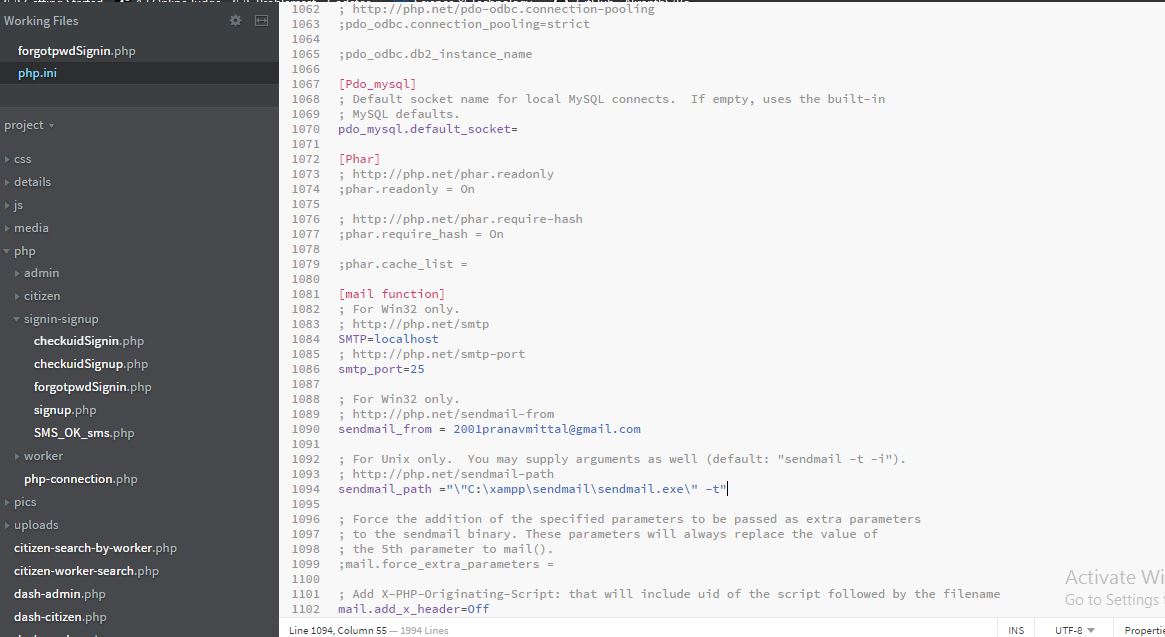 Working Files
forgotpwdSignin.php
php.ini
project
css
details
js
media
php
admin
citizen
signin-signup
checkuidSignin.php
checkuidSignup.php
forgotpwdSignin.php
signup.php
SMS_OK_sms.php
worker
php-connection.php
pics
uploads
citizen-search-by-worker.php
citizen-worker-search.php
dash-admin.php
dash-citizen.php
1062 ; http://php.net/pdo-odbc.connection-pooling
1063 ;pdo_odbc.connection_pooling=strict
1064
1065 ;pdo_odbc.db2_instance_name
1066
1067 [Pdo_mysql]
1068 ; Default socket name for local MySQL connects.  If empty, uses the built-in
1069 ; MySQL defaults.
1070 pdo_mysql.default_socket=
1071
1072 [Phar]
1073 ; http://php.net/phar.readonly
1074 ;phar.readonly = On
1075
1076 ; http://php.net/phar.require-hash
1077 ;phar.require_hash = On
1078
1079 ;phar.cache_list =
1080
1081 [mail function]
1082 ; For Win32 only.
1083 ; http://php.net/smtp
1084 SMTP=localhost
1085 ; http://php.net/smtp-port
1086 smtp_port=25
1087
1088 ; For Win32 only.
1089 ; http://php.net/sendmail-from
1090 sendmail_from = 2001pranavmittal@gmail.com
1091
1092 ; For Unix only.  You may supply arguments as well (default: "sendmail -t -i").
1093 ; http://php.net/sendmail-path
1094 sendmail_path ="\"C:\xampp\sendmail\sendmail.exe\" -t"
1095
1096 ; Force the addition of the specified parameters to be passed as extra parameters
1097 ; to the sendmail binary. These parameters will always replace the value of
1098 ; the 5th parameter to mail().
1099 ;mail.force_extra_parameters =
1100
1101 ; Add X-PHP-Originating-Script: that will include uid of the script followed by the filename
1102 mail.add_x_header=Off
Activate Wi
Go to Settings
Line 1094, Column 55 — 1994 Lines
INS
UTF-8
Propertie